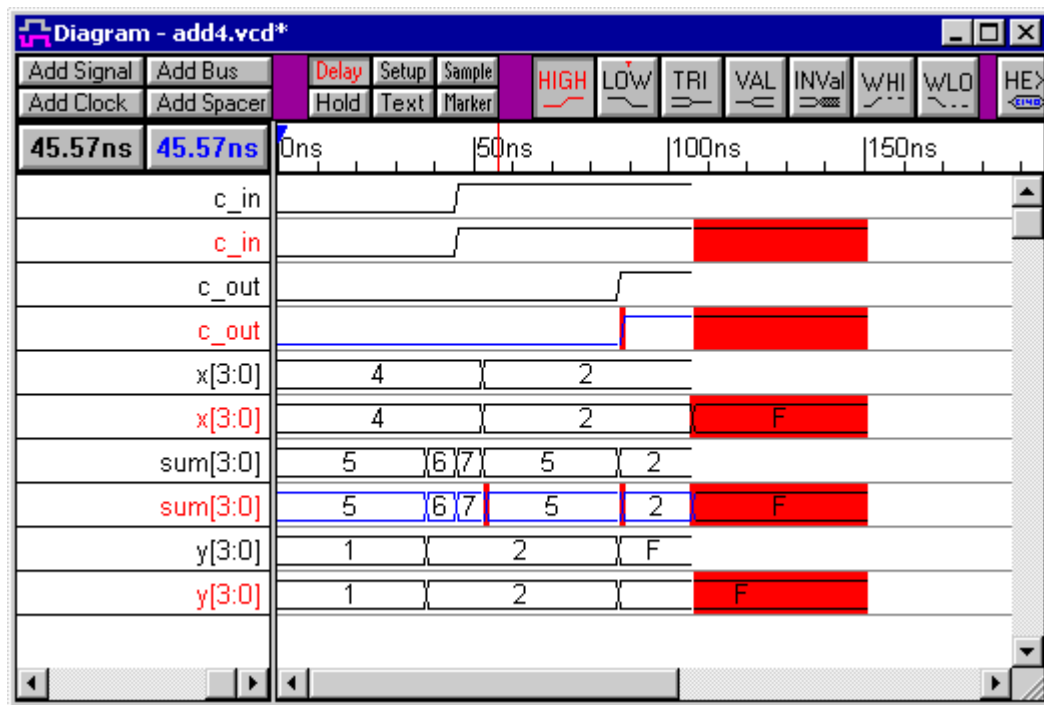 Diagram - add4.vcd*
Add Signal Add Bus Delay Setup Sample HIGH LOW TRI VAL INVal WHI WLO HEX
Add Clock Add Spacer Hold Text Marker
45.57ns 45.57ns 0ns 50ns 100ns 150ns
c_in
c_in
c_out
c_out
x[3:0] 4 2
x[3:0] 4 2 F
sum[3:0] 5 6 7 5 2
sum[3:0] 5 6 7 5 2 F
y[3:0] 1 2 F
y[3:0] 1 2 F